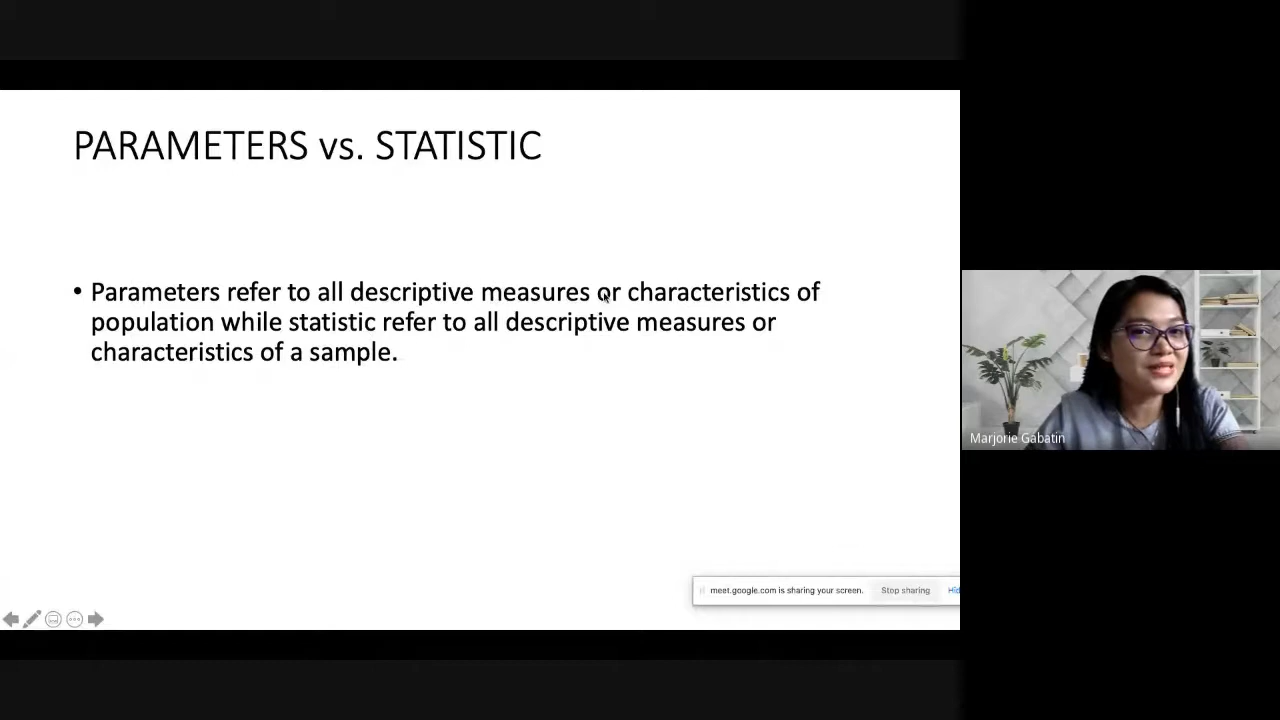 PARAMETERS vs. STATISTIC
• Parameters refer to all descriptive measures or characteristics of
population while statistic refer to all descriptive measures or
characteristics of a sample.
Marjorie Gabatin
meet.google.com is sharing your screen. Stop sharing Hid